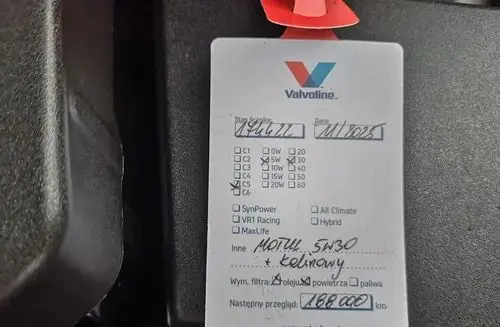 Valvoline™
Stan licznika: Data:
174422 11/2025
C1 0W 20
C2 5W 30
C3 10W 40
C4 15W 50
C5 20W 60
C6
SynPower All Climate
VR1 Racing Hybrid
MaxLife
Inne MOTUL 5W30
+ Kabinowy
Wym. filtra: oleju powietrza paliwa
Następny przegląd: 188 000 km